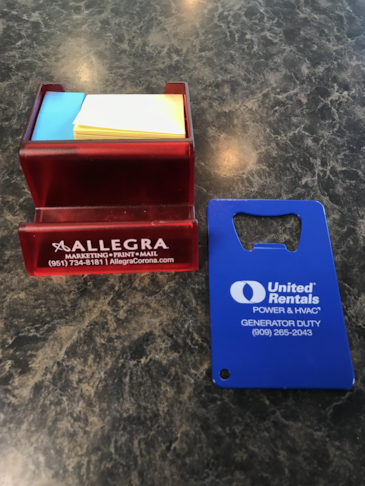 ALLEGRA
MARKETING•PRINT•MAIL
(951) 734-8181 | AllegraCorona.com
United
Rentals
POWER & HVAC
GENERATOR DUTY
(909) 265-2043